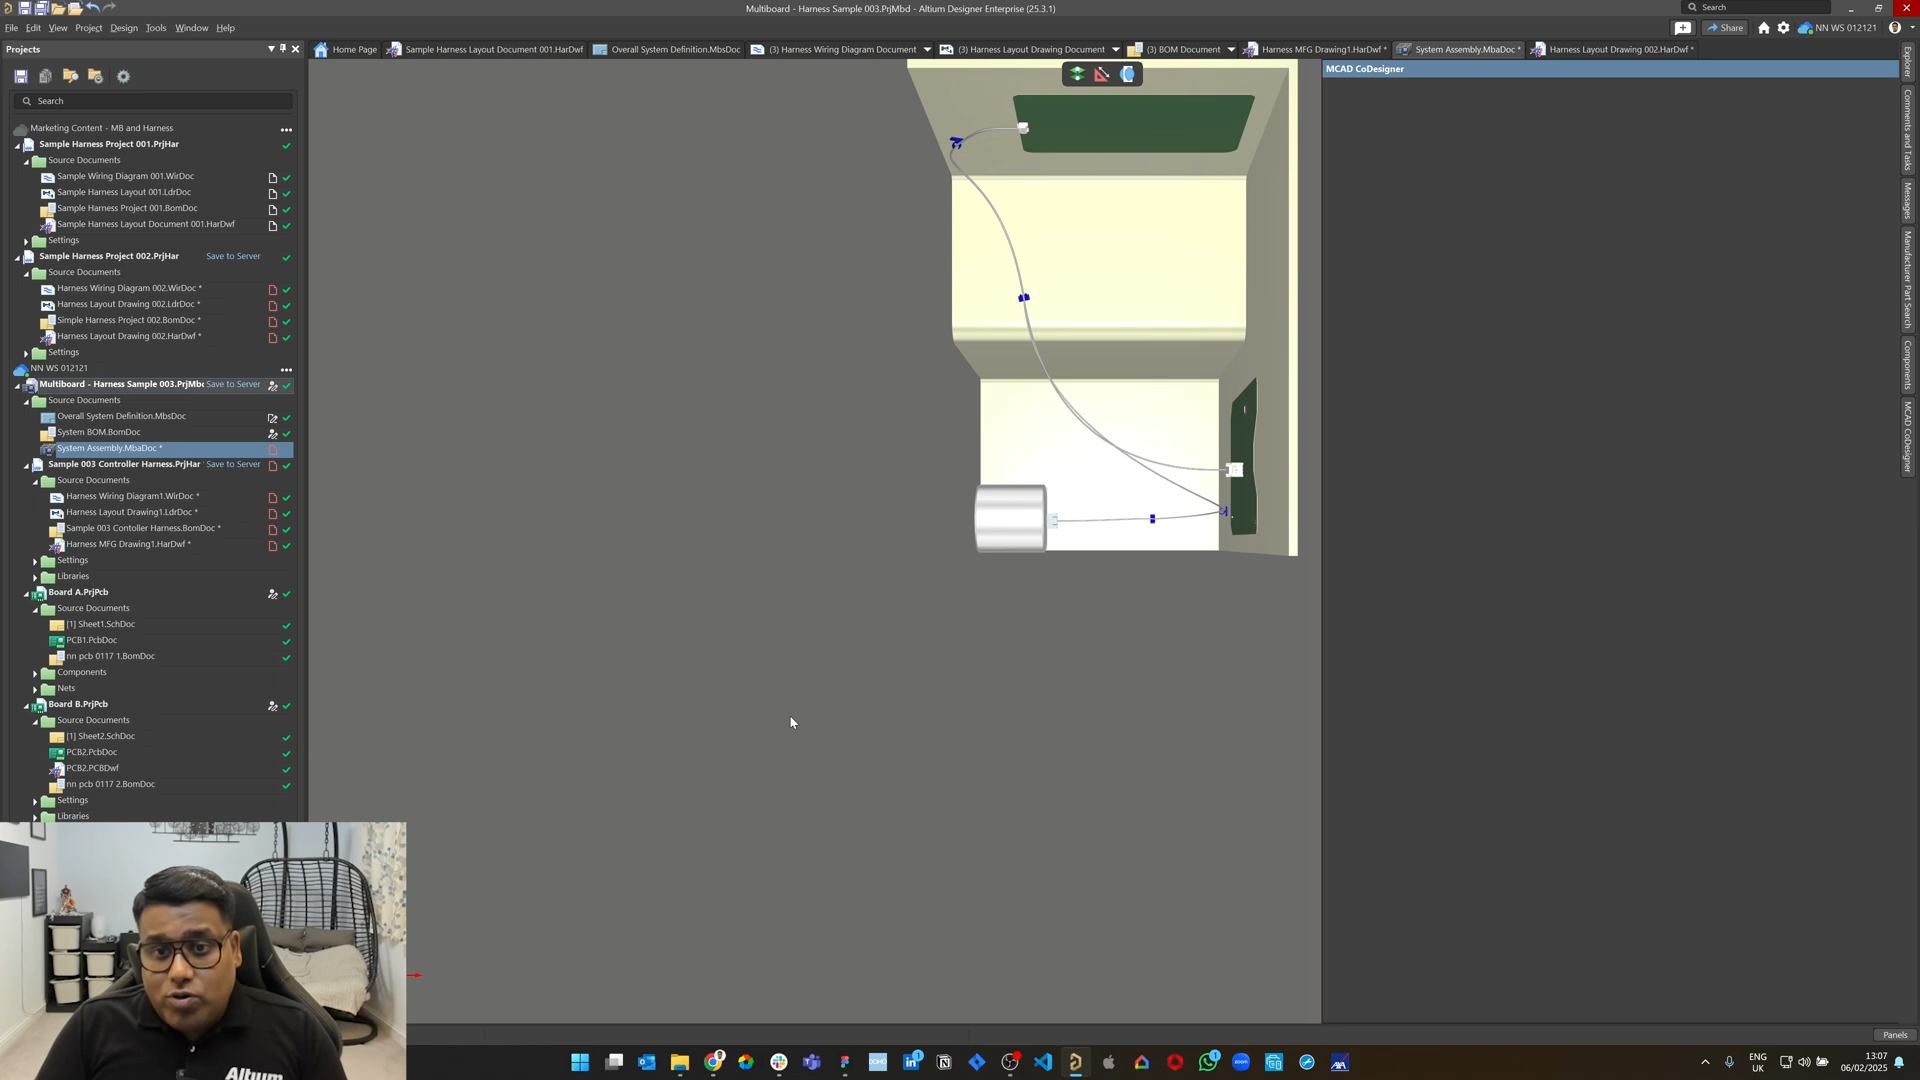 Multiboard - Harness Sample 003.PrjMbd - Altium Designer Enterprise (25.3.1)
Search
File Edit View Project Design Tools Window Help
Share
NN WS 012121
Projects
Home Page
Sample Harness Layout Document 001.HarDwf
Overall System Definition.MbsDoc
(3) Harness Wiring Diagram Document
(3) Harness Layout Drawing Document
(3) BOM Document
Harness MFG Drawing1.HarDwf *
System Assembly.MbaDoc *
Harness Layout Drawing 002.HarDwf *
MCAD CoDesigner
Search
Marketing Content - MB and Harness
Sample Harness Project 001.PrjHar
Source Documents
Sample Wiring Diagram 001.WirDoc
Sample Harness Layout 001.LdrDoc
Sample Harness Project 001.BomDoc
Sample Harness Layout Document 001.HarDwf
Settings
Sample Harness Project 002.PrjHar Save to Server
Source Documents
Harness Wiring Diagram 002.WirDoc *
Harness Layout Drawing 002.LdrDoc *
Simple Harness Project 002.BomDoc *
Harness Layout Drawing 002.HarDwf *
Settings
NN WS 012121
Multiboard - Harness Sample 003.PrjMbd Save to Server
Source Documents
Overall System Definition.MbsDoc
System BOM.BomDoc
System Assembly.MbaDoc *
Sample 003 Controller Harness.PrjHar * Save to Server
Source Documents
Harness Wiring Diagram1.WirDoc *
Harness Layout Drawing1.LdrDoc *
Sample 003 Contoller Harness.BomDoc *
Harness MFG Drawing1.HarDwf *
Settings
Libraries
Board A.PrjPcb
Source Documents
[1] Sheet1.SchDoc
PCB1.PcbDoc
nn pcb 0117 1.BomDoc
Components
Nets
Board B.PrjPcb
Source Documents
[1] Sheet2.SchDoc
PCB2.PcbDoc
PCB2.PCBDwf
nn pcb 0117 2.BomDoc
Settings
Libraries
Explorer
Comments and Tasks
Messages
Manufacturer Part Search
Components
MCAD CoDesigner
Altium
Panels
ENG
UK
13:07
06/02/2025